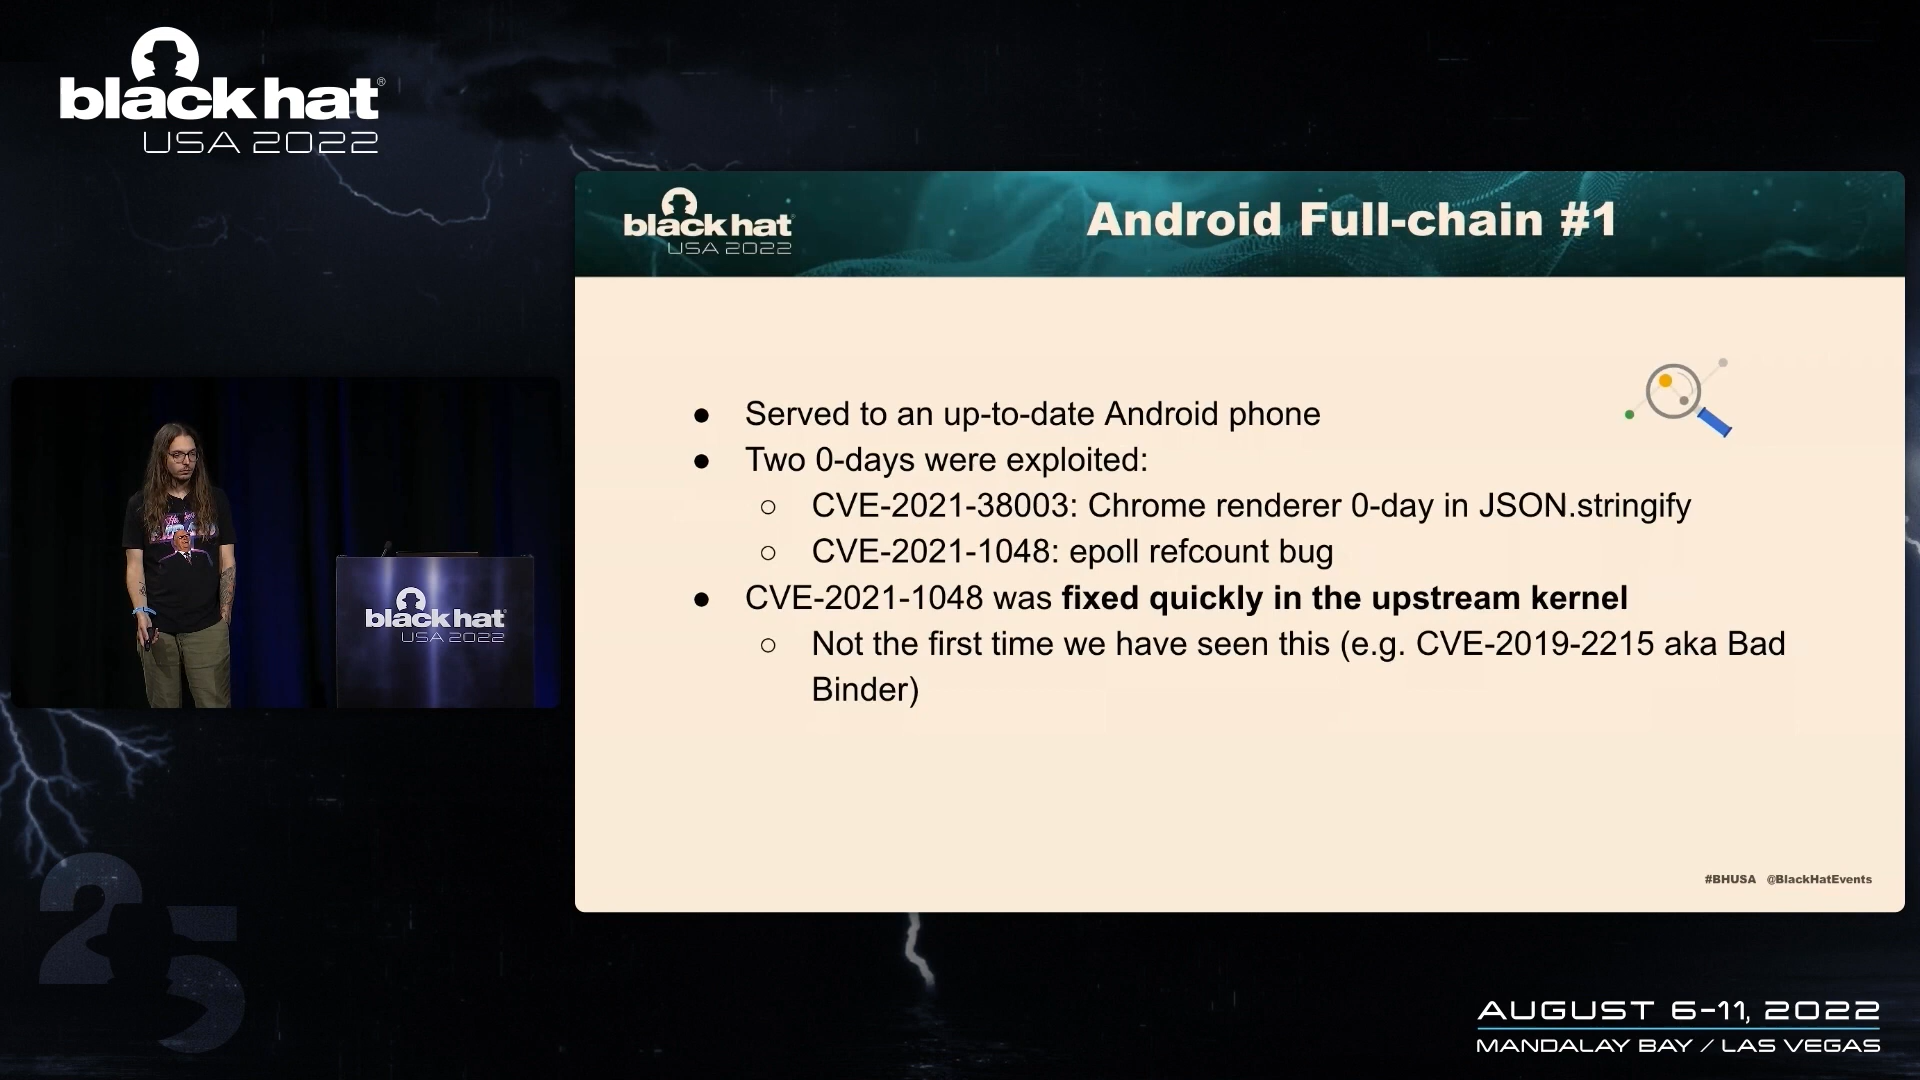 black hat®
USA 2022
black hat
USA 2022
Android Full-chain #1
● Served to an up-to-date Android phone
● Two 0-days were exploited:
○ CVE-2021-38003: Chrome renderer 0-day in JSON.stringify
○ CVE-2021-1048: epoll refcount bug
● CVE-2021-1048 was fixed quickly in the upstream kernel
○ Not the first time we have seen this (e.g. CVE-2019-2215 aka Bad
Binder)
#BHUSA @BlackHatEvents
black hat
USA 2022
25
AUGUST 6-11, 2022
MANDALAY BAY / LAS VEGAS